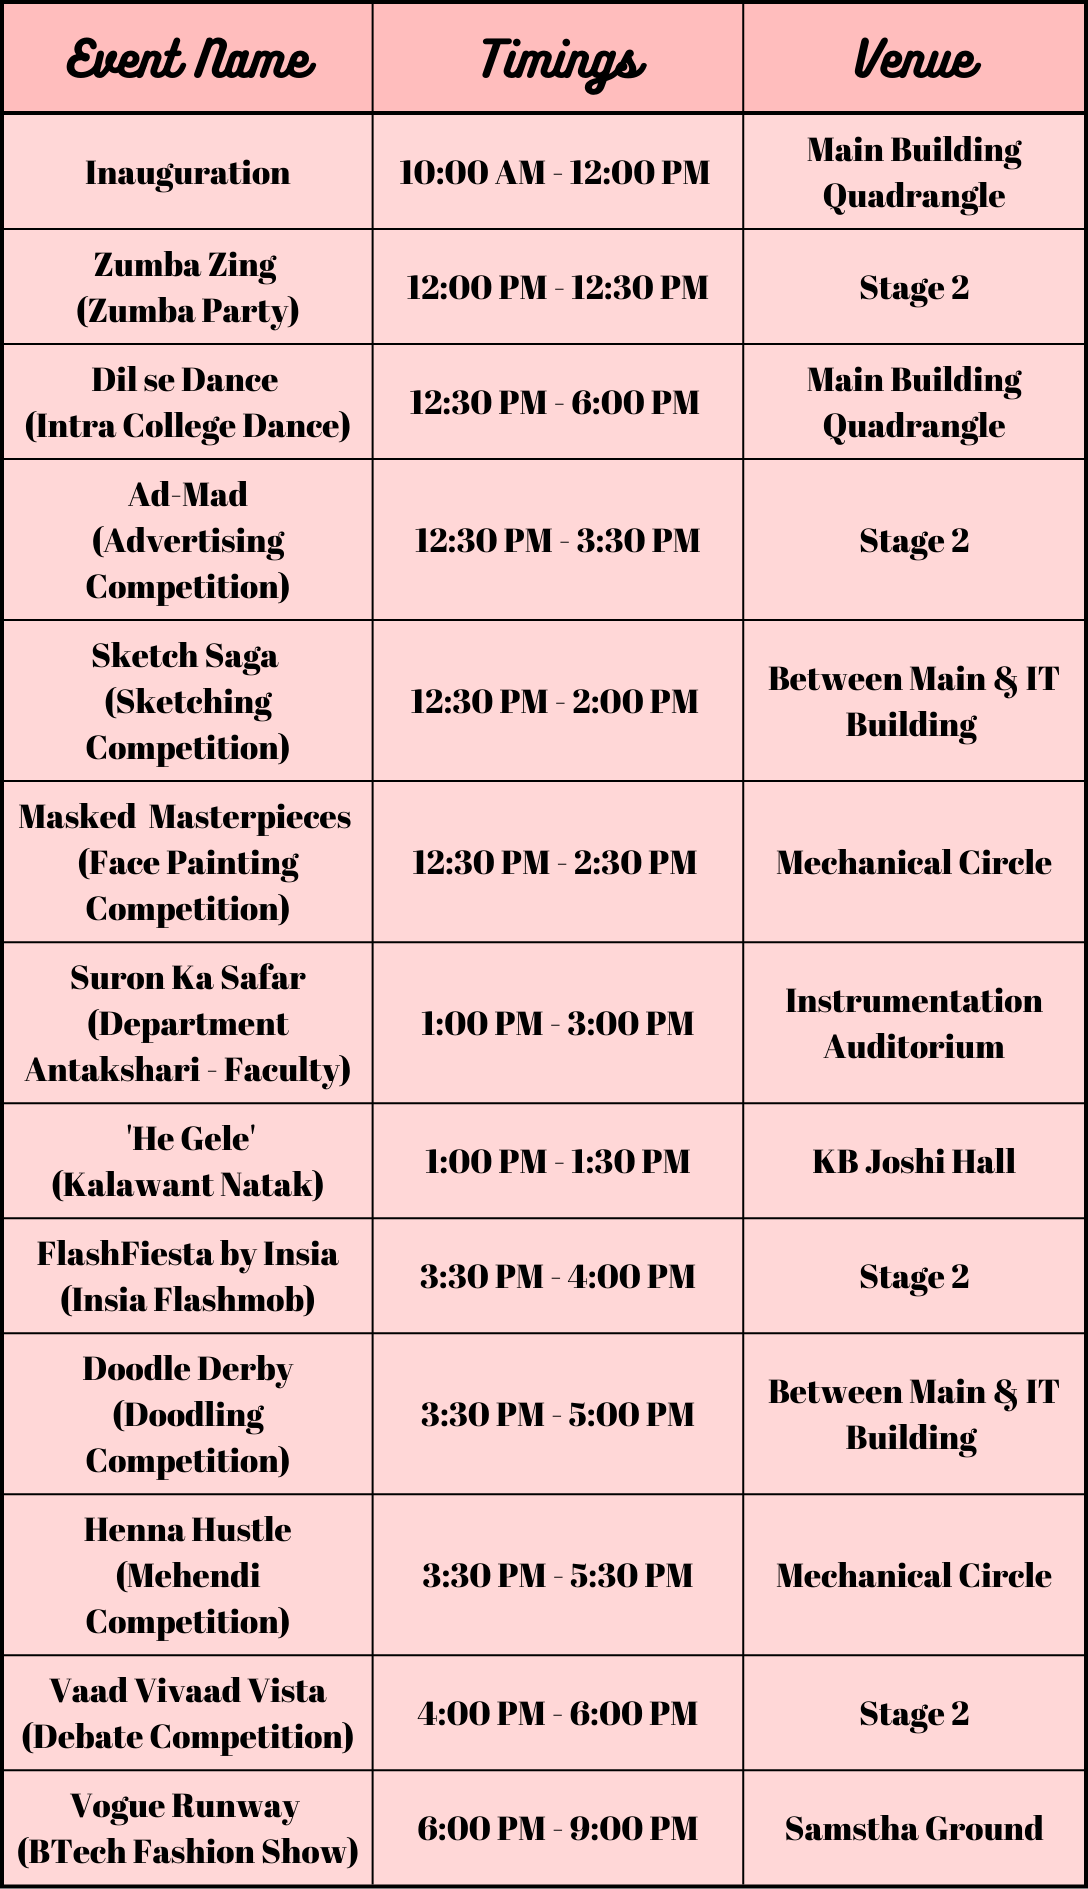 Event Name
Timings
Venue
Inauguration
10:00 AM - 12:00 PM
Main Building
Quadrangle
Zumba Zing
(Zumba Party)
12:00 PM - 12:30 PM
Stage 2
Dil se Dance
(Intra College Dance)
12:30 PM - 6:00 PM
Main Building
Quadrangle
Ad-Mad
(Advertising
Competition)
12:30 PM - 3:30 PM
Stage 2
Sketch Saga
(Sketching
Competition)
12:30 PM - 2:00 PM
Between Main & IT
Building
Masked  Masterpieces
(Face Painting
Competition)
12:30 PM - 2:30 PM
Mechanical Circle
Suron Ka Safar
(Department
Antakshari - Faculty)
1:00 PM - 3:00 PM
Instrumentation
Auditorium
'He Gele'
(Kalawant Natak)
1:00 PM - 1:30 PM
KB Joshi Hall
FlashFiesta by Insia
(Insia Flashmob)
3:30 PM - 4:00 PM
Stage 2
Doodle Derby
(Doodling
Competition)
3:30 PM - 5:00 PM
Between Main & IT
Building
Henna Hustle
(Mehendi
Competition)
3:30 PM - 5:30 PM
Mechanical Circle
Vaad Vivaad Vista
(Debate Competition)
4:00 PM - 6:00 PM
Stage 2
Vogue Runway
(BTech Fashion Show)
6:00 PM - 9:00 PM
Samstha Ground